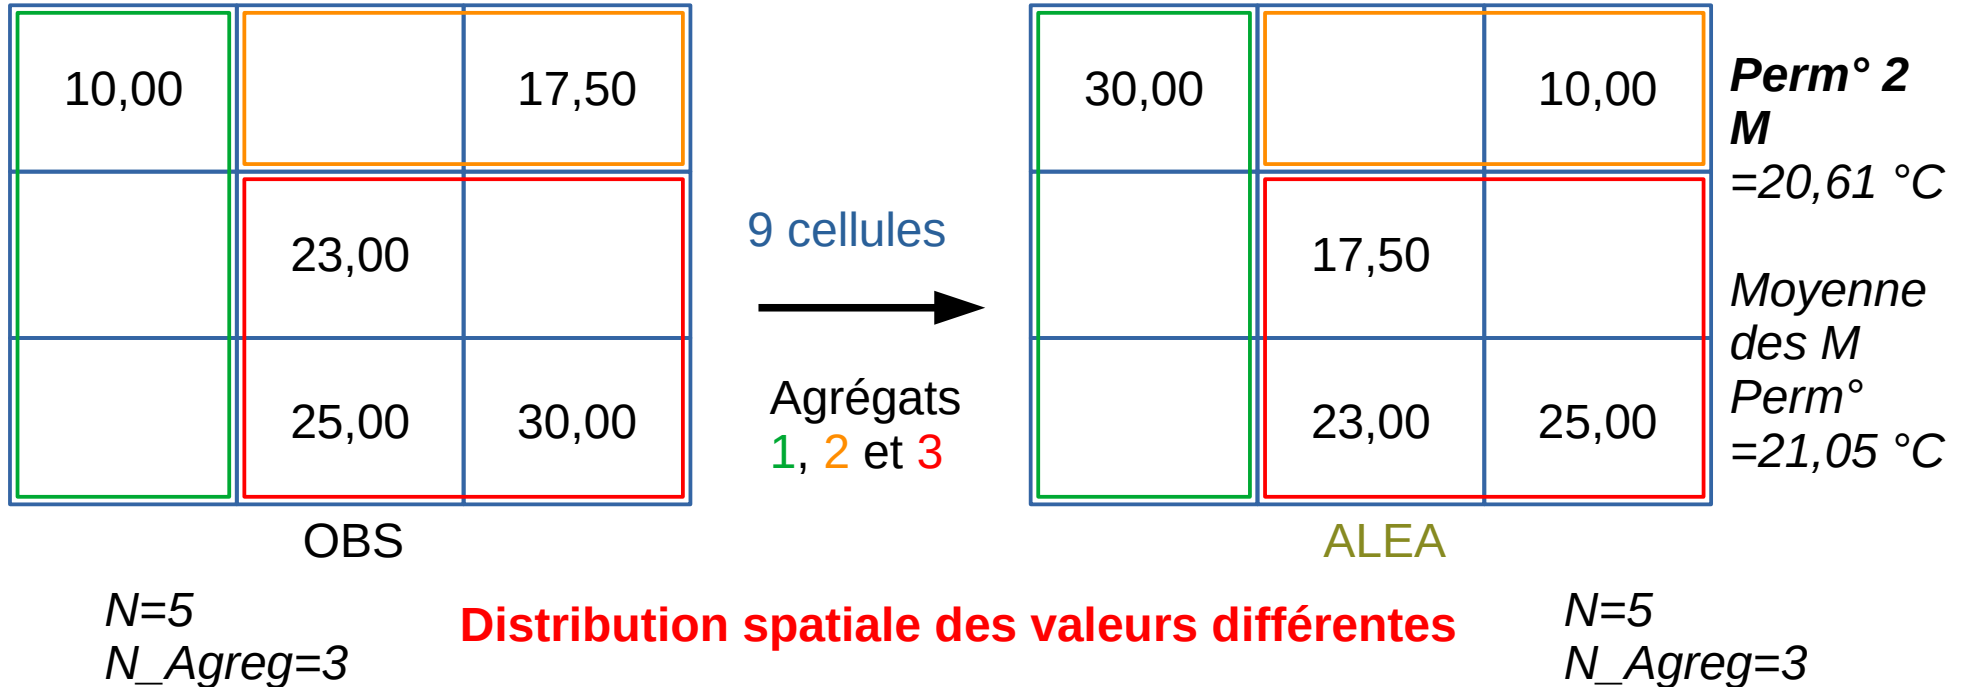 10,00 17,50
23,00
25,00 30,00
OBS
N=5
N_Agreg=3
9 cellules
Agrégats
1, 2 et 3
Distribution spatiale des valeurs différentes
30,00 10,00
17,50
23,00 25,00
ALEA
N=5
N_Agreg=3
Perm° 2
M
=20,61 °C
Moyenne
des M
Perm°
=21,05 °C